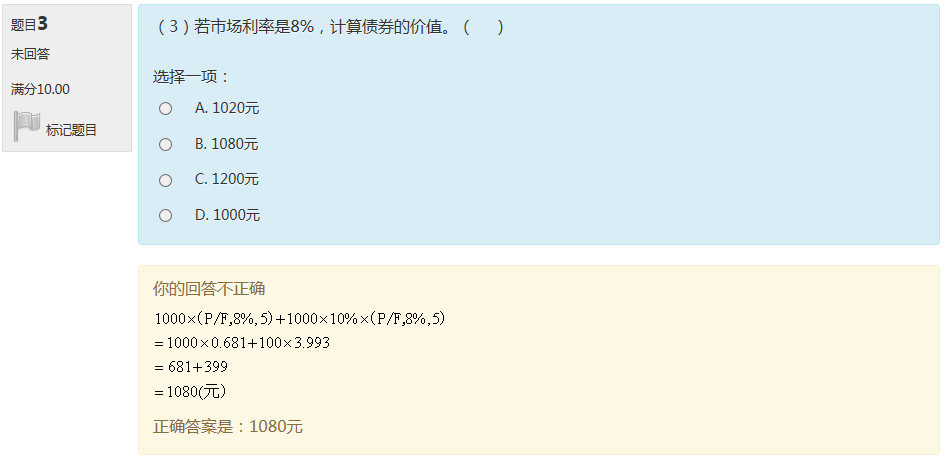 题目3
未回答
满分10.00
标记题目
（3）若市场利率是8%，计算债券的价值。（　　）
选择一项：
A. 1020元
B. 1080元
C. 1200元
D. 1000元
你的回答不正确
1000×(P/F,8%,5)+1000×10%×(P/F,8%,5)
=1000×0.681+100×3.993
= 681+399
=1080(元)
正确答案是：1080元